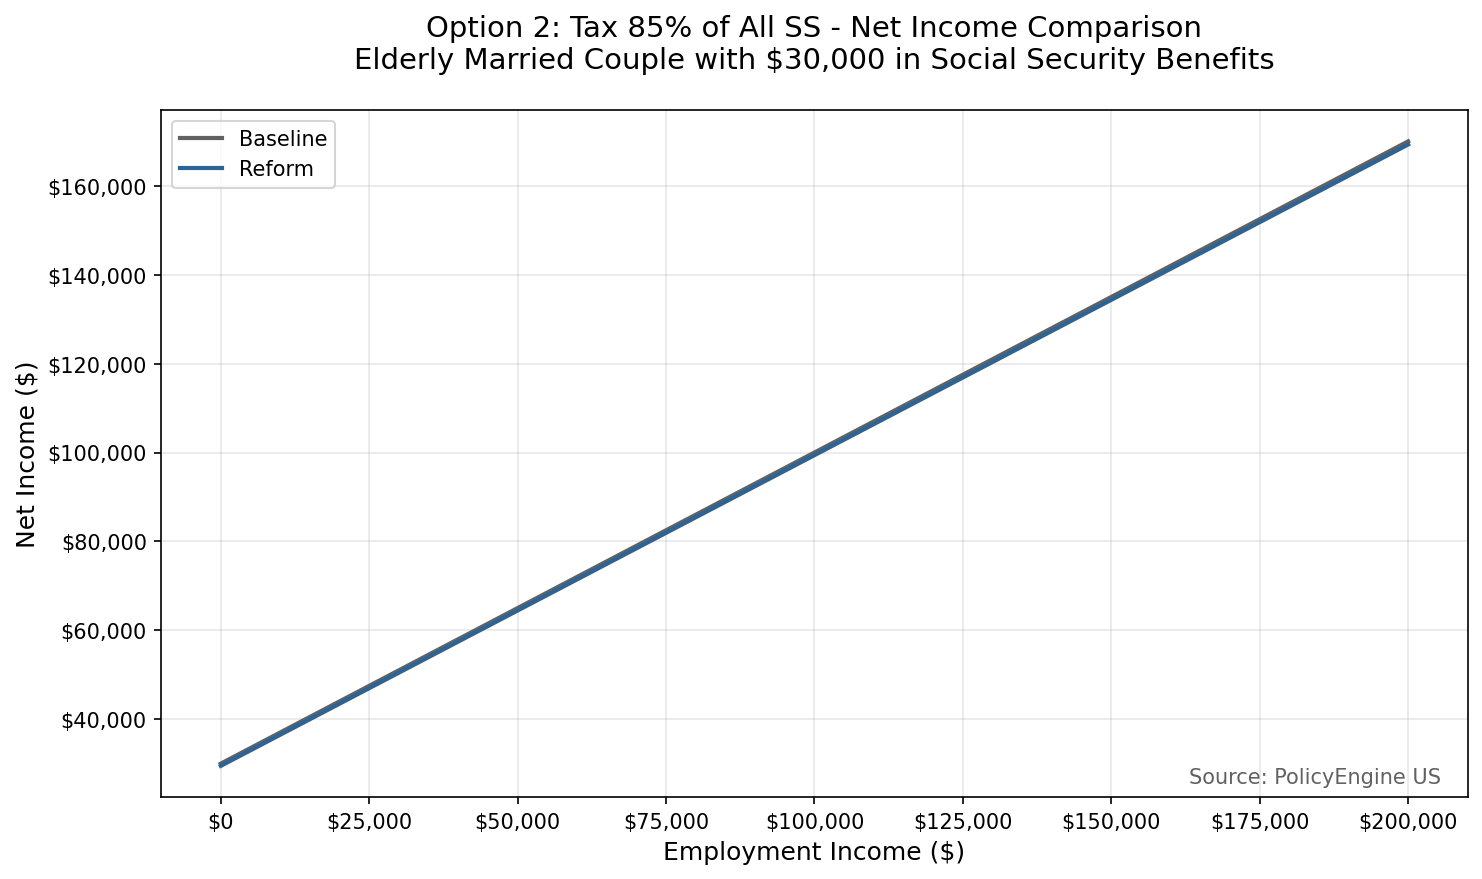 Option 2: Tax 85% of All SS - Net Income Comparison
Elderly Married Couple with $30,000 in Social Security Benefits
Baseline
Reform
Net Income ($)
$160,000
$140,000
$120,000
$100,000
$80,000
$60,000
$40,000
Source: PolicyEngine US
$0 $25,000 $50,000 $75,000 $100,000 $125,000 $150,000 $175,000 $200,000
Employment Income ($)